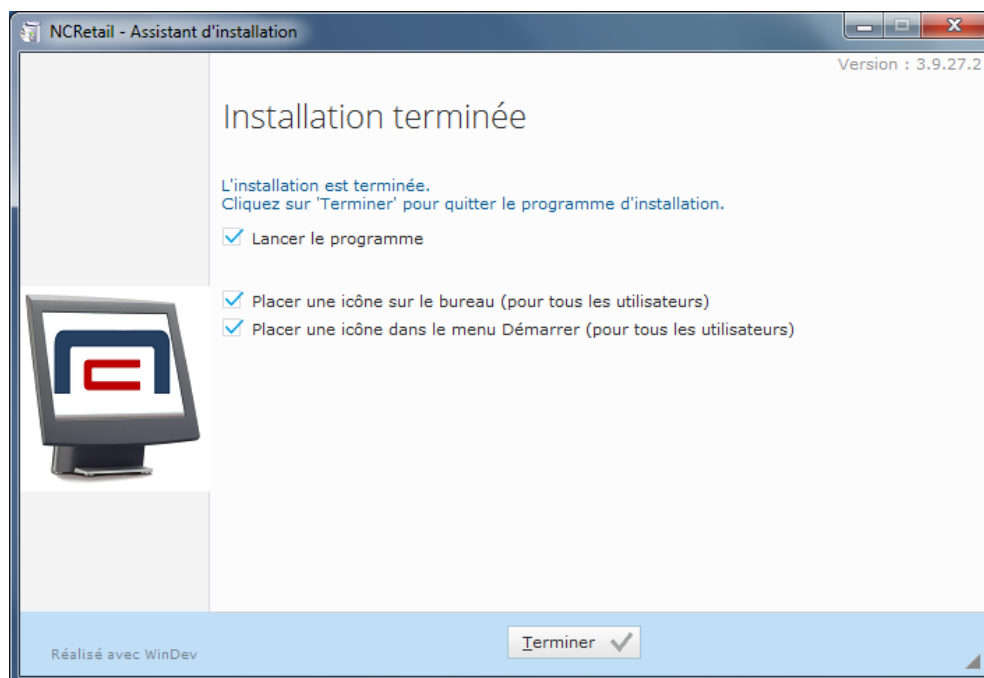 NCRetail - Assistant d'installation
Version : 3.9.27.2
Installation terminée
L'installation est terminée.
Cliquez sur 'Terminer' pour quitter le programme d'installation.
Lancer le programme
Placer une icône sur le bureau (pour tous les utilisateurs)
Placer une icône dans le menu Démarrer (pour tous les utilisateurs)
Terminer
Réalisé avec WinDev